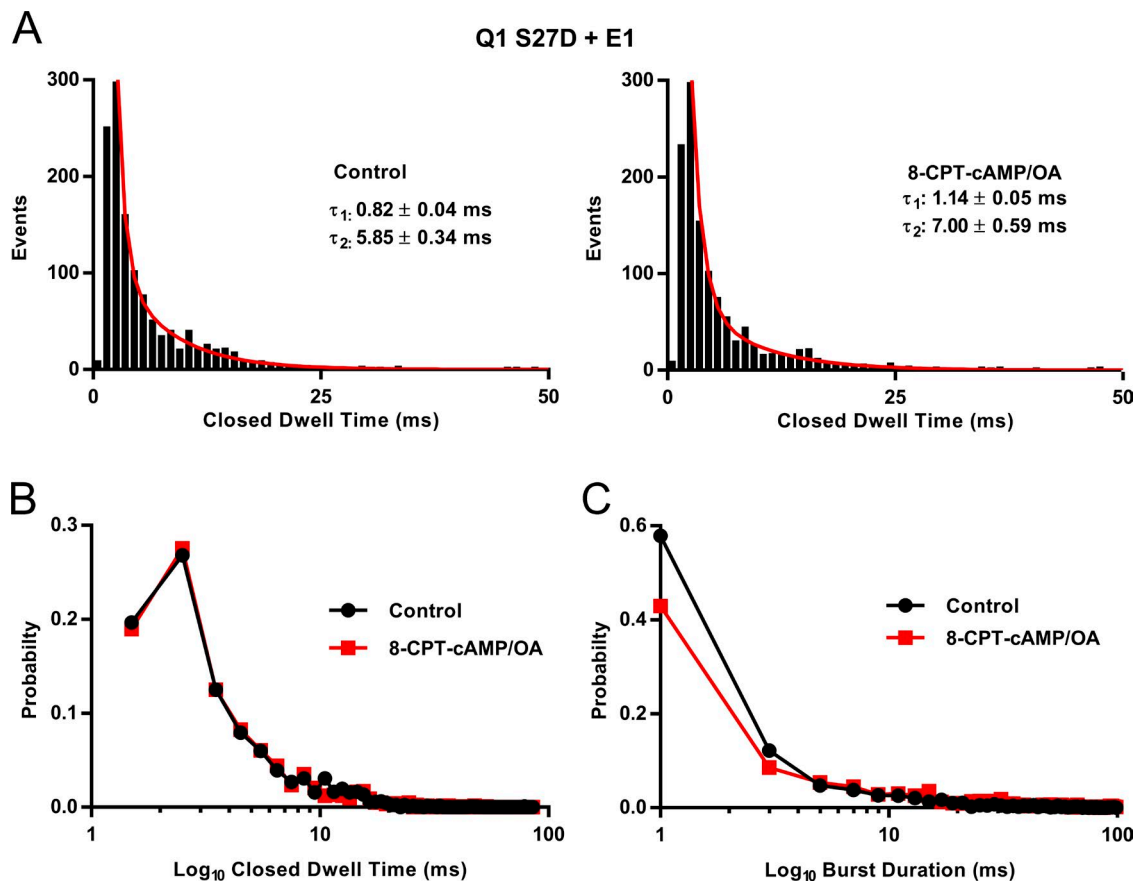 A
Q1 S27D + E1
300
200
100
0
Events
Control
τ1: 0.82 ± 0.04 ms
τ2: 5.85 ± 0.34 ms
0
25
50
Closed Dwell Time (ms)
300
200
100
0
Events
8-CPT-cAMP/OA
τ1: 1.14 ± 0.05 ms
τ2: 7.00 ± 0.59 ms
0
25
50
Closed Dwell Time (ms)
B
0.3
0.2
0.1
0.0
Probabilty
Control
8-CPT-cAMP/OA
1
10
100
Log10 Closed Dwell Time (ms)
C
0.6
0.4
0.2
0.0
Probabilty
Control
8-CPT-cAMP/OA
1
10
100
Log10 Burst Duration (ms)